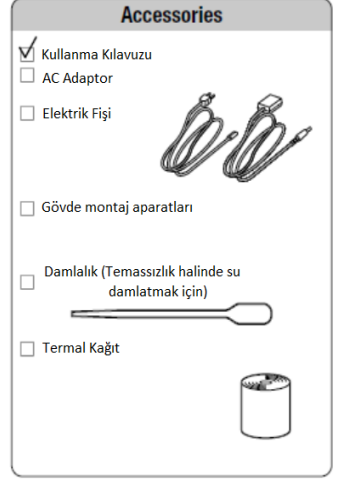 Accessories
Kullanma Kılavuzu
AC Adaptor
Elektrik Fişi
Gövde montaj aparatları
Damlalık (Temassızlık halinde su
damlatmak için)
Termal Kağıt